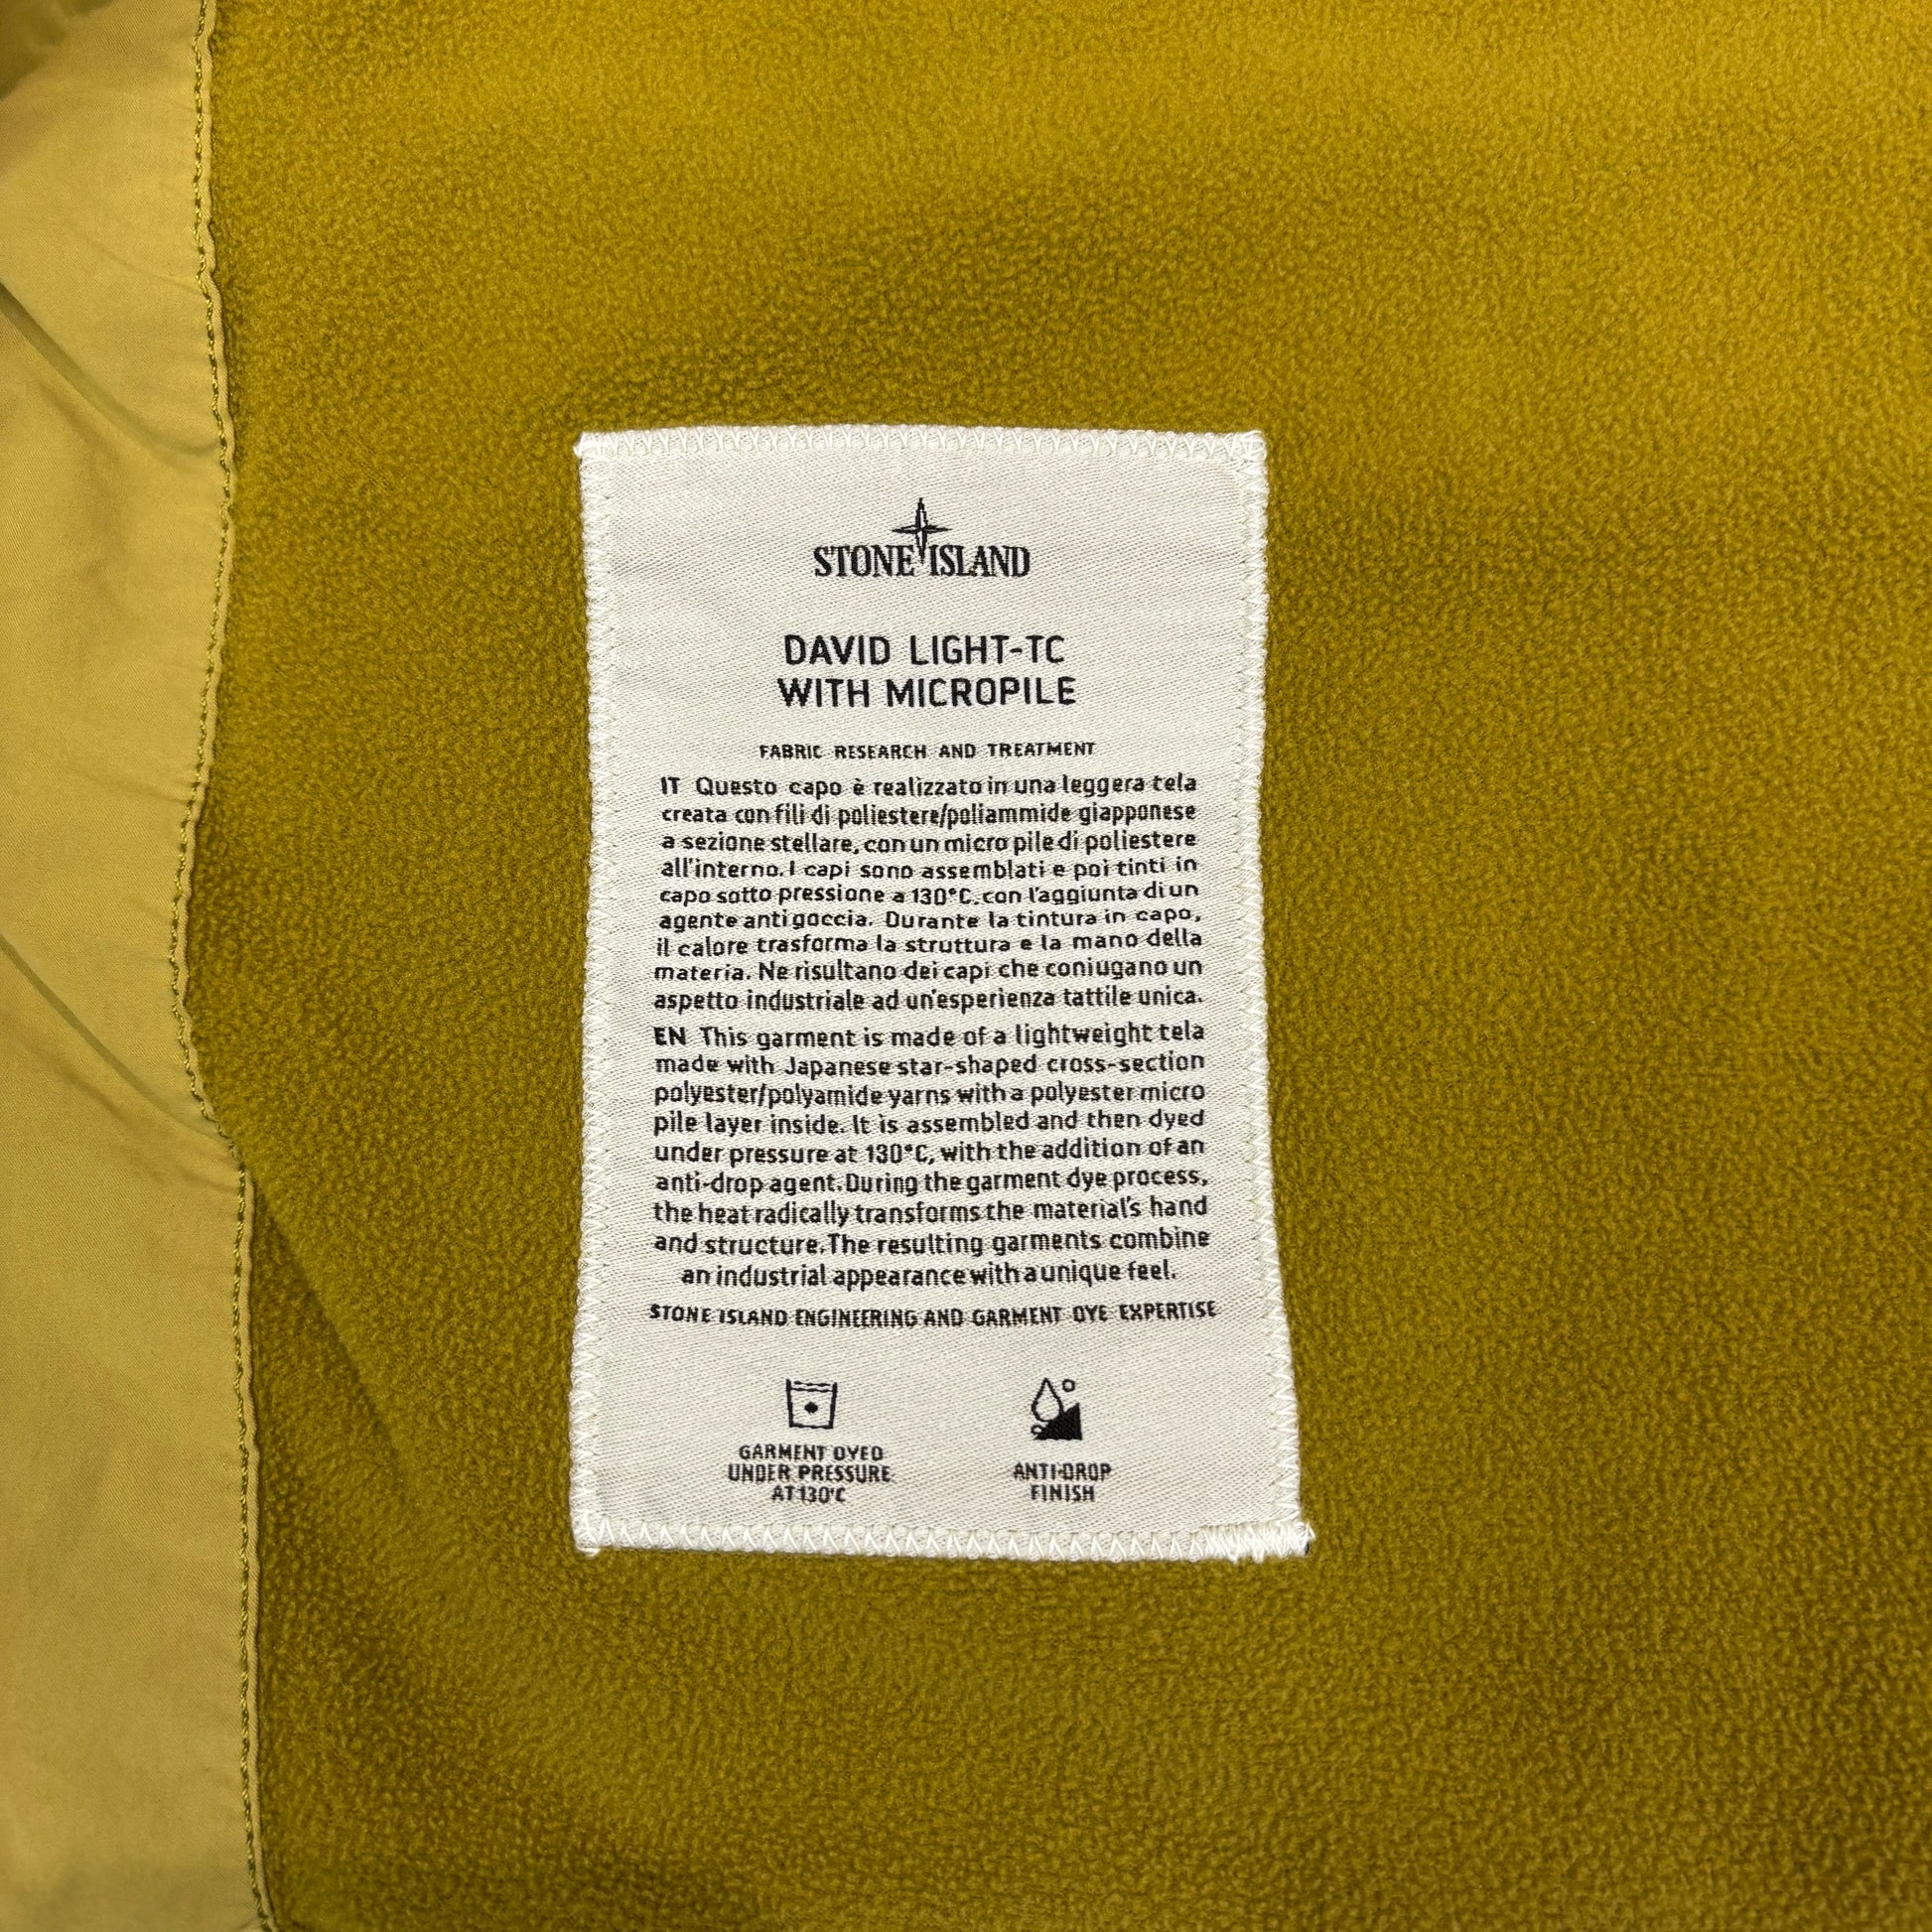 STONE ISLAND
DAVID LIGHT-TC
WITH MICROPILE
FABRIC RESEARCH AND TREATMENT
IT Questo capo è realizzato in una leggera tela
creata con fili di poliestere/poliammide giapponese
a sezione stellare, con un micro pile di poliestere
all'interno. I capi sono assemblati e poi tinti in
capo sotto pressione a 130°C. con l'aggiunta di un
agente anti goccia. Durante la tintura in capo,
il calore trasforma la struttura e la mano della
materia. Ne risultano dei capi che coniugano un
aspetto industriale ad un'esperienza tattile unica.
EN This garment is made of a lightweight tela
made with Japanese star-shaped cross-section
polyester/polyamide yarns with a polyester micro
pile layer inside. It is assembled and then dyed
under pressure at 130°C, with the addition of an
anti-drop agent. During the garment dye process,
the heat radically transforms the material's hand
and structure. The resulting garments combine
an industrial appearance with a unique feel.
STONE ISLAND ENGINEERING AND GARMENT DYE EXPERTISE
GARMENT DYED
UNDER PRESSURE
AT 130°C
ANTI-DROP
FINISH